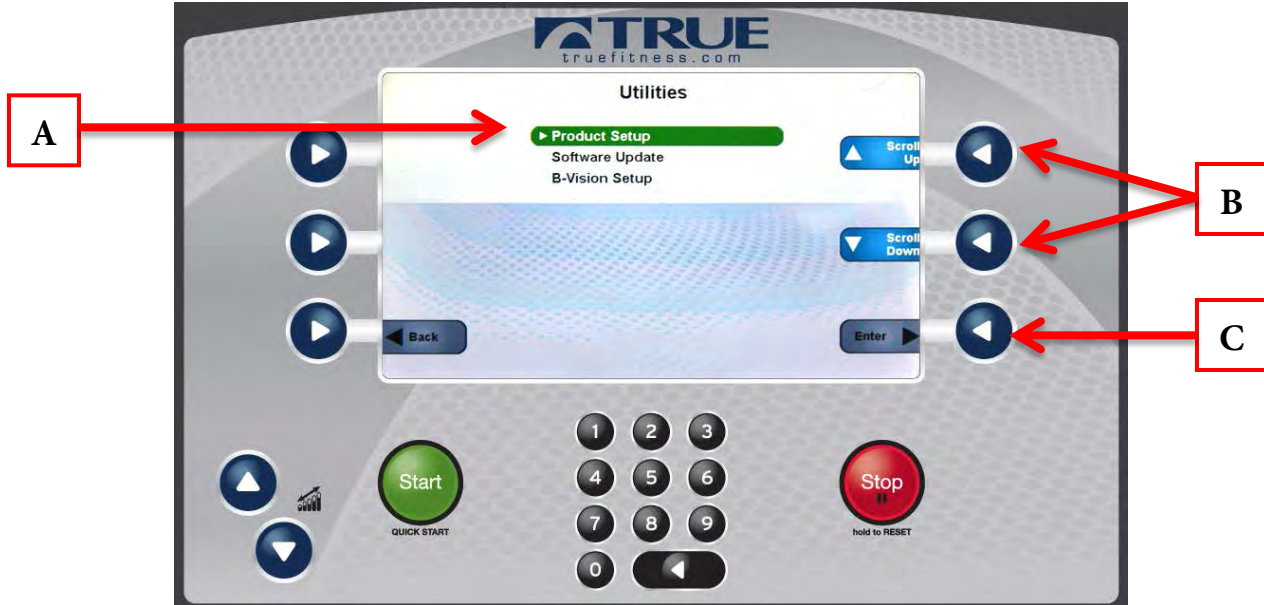 TRUE
truefitness.com
Utilities
A
Product Setup
Software Update
B-Vision Setup
Scroll
Up
B
Scroll
Down
Back
Enter
C
1 2 3
4 5 6
7 8 9
0
Start
QUICK START
Stop
hold to RESET